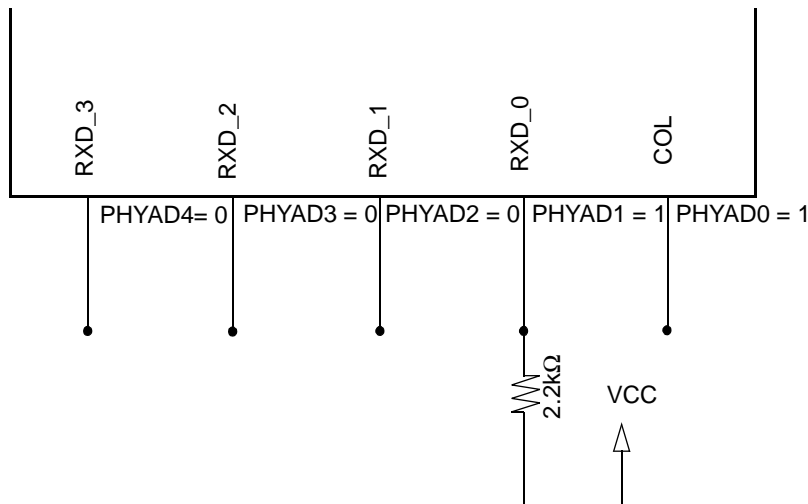 RXD_3
RXD_2
RXD_1
RXD_0
COL
PHYAD4= 0
PHYAD3 = 0
PHYAD2 = 0
PHYAD1 = 1
PHYAD0 = 1
2.2kΩ
VCC